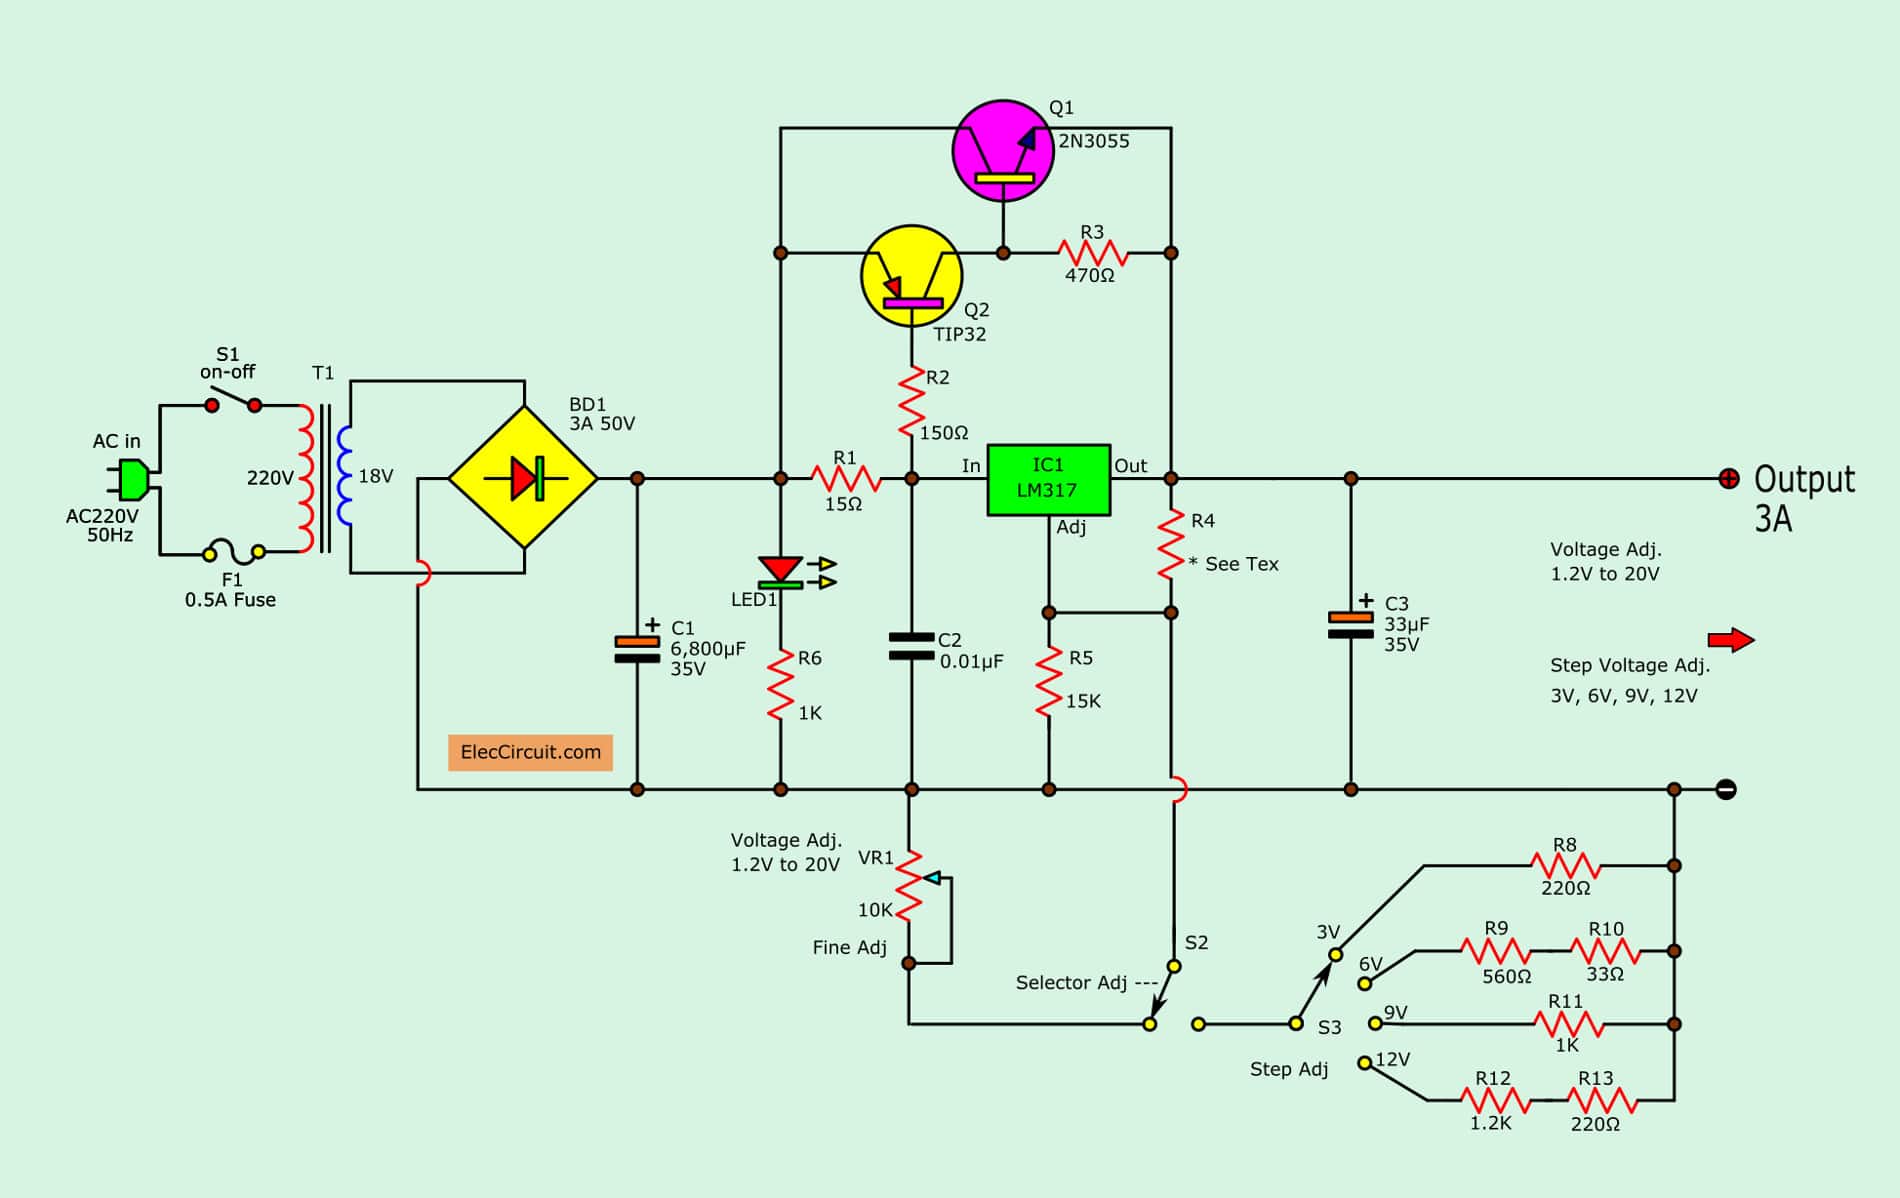 Q1
2N3055
R3
470Ω
Q2
TIP32
S1
on-off
T1
R2
150Ω
BD1
3A 50V
AC in
220V
18V
AC220V
50Hz
F1
0.5A Fuse
R1
15Ω
In
IC1
LM317
Out
Adj
Output
3A
R4
* See Tex
Voltage Adj.
1.2V to 20V
LED1
+
C1
6,800µF
35V
R6
1K
C2
0.01µF
R5
15K
+
C3
33µF
35V
Step Voltage Adj.
3V, 6V, 9V, 12V
ElecCircuit.com
Voltage Adj.
1.2V to 20V
VR1
10K
Fine Adj
S2
Selector Adj ---
S3
Step Adj
3V
6V
9V
12V
R8
220Ω
R9
560Ω
R10
33Ω
R11
1K
R12
1.2K
R13
220Ω